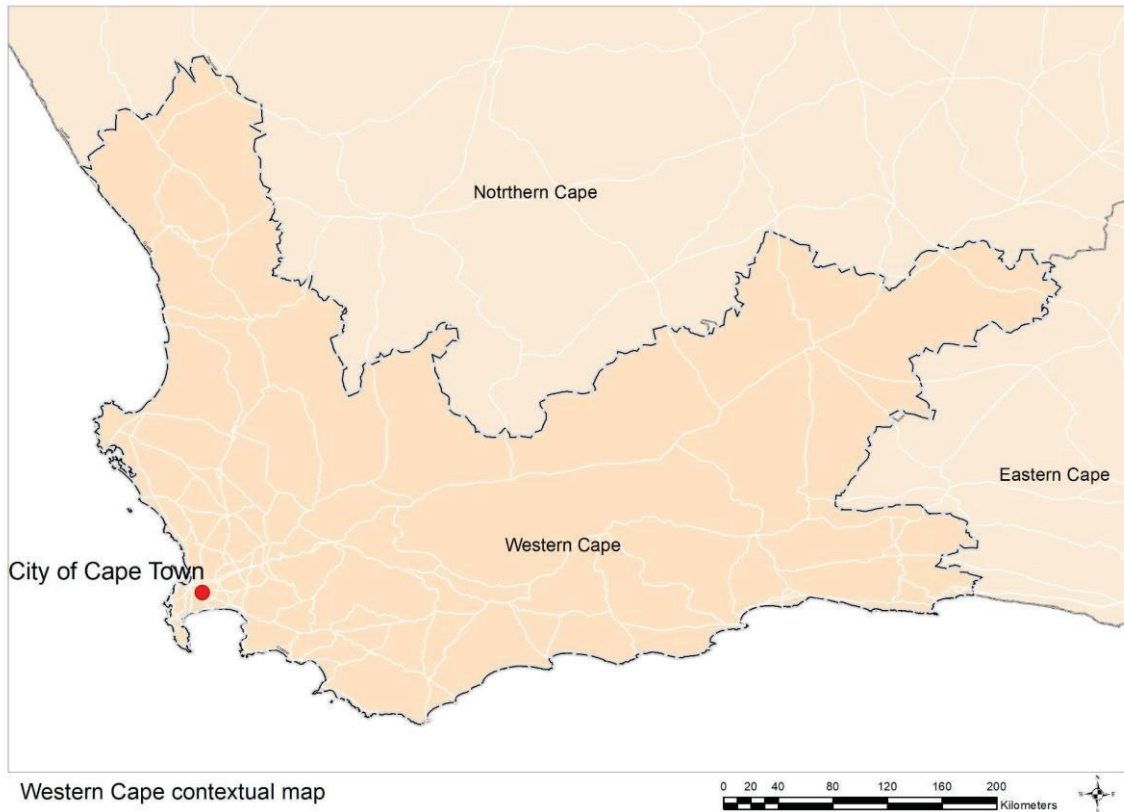 Notrthern Cape
Eastern Cape
Western Cape
City of Cape Town
Western Cape contextual map
0 20 40 80 120 160 200
Kilometers